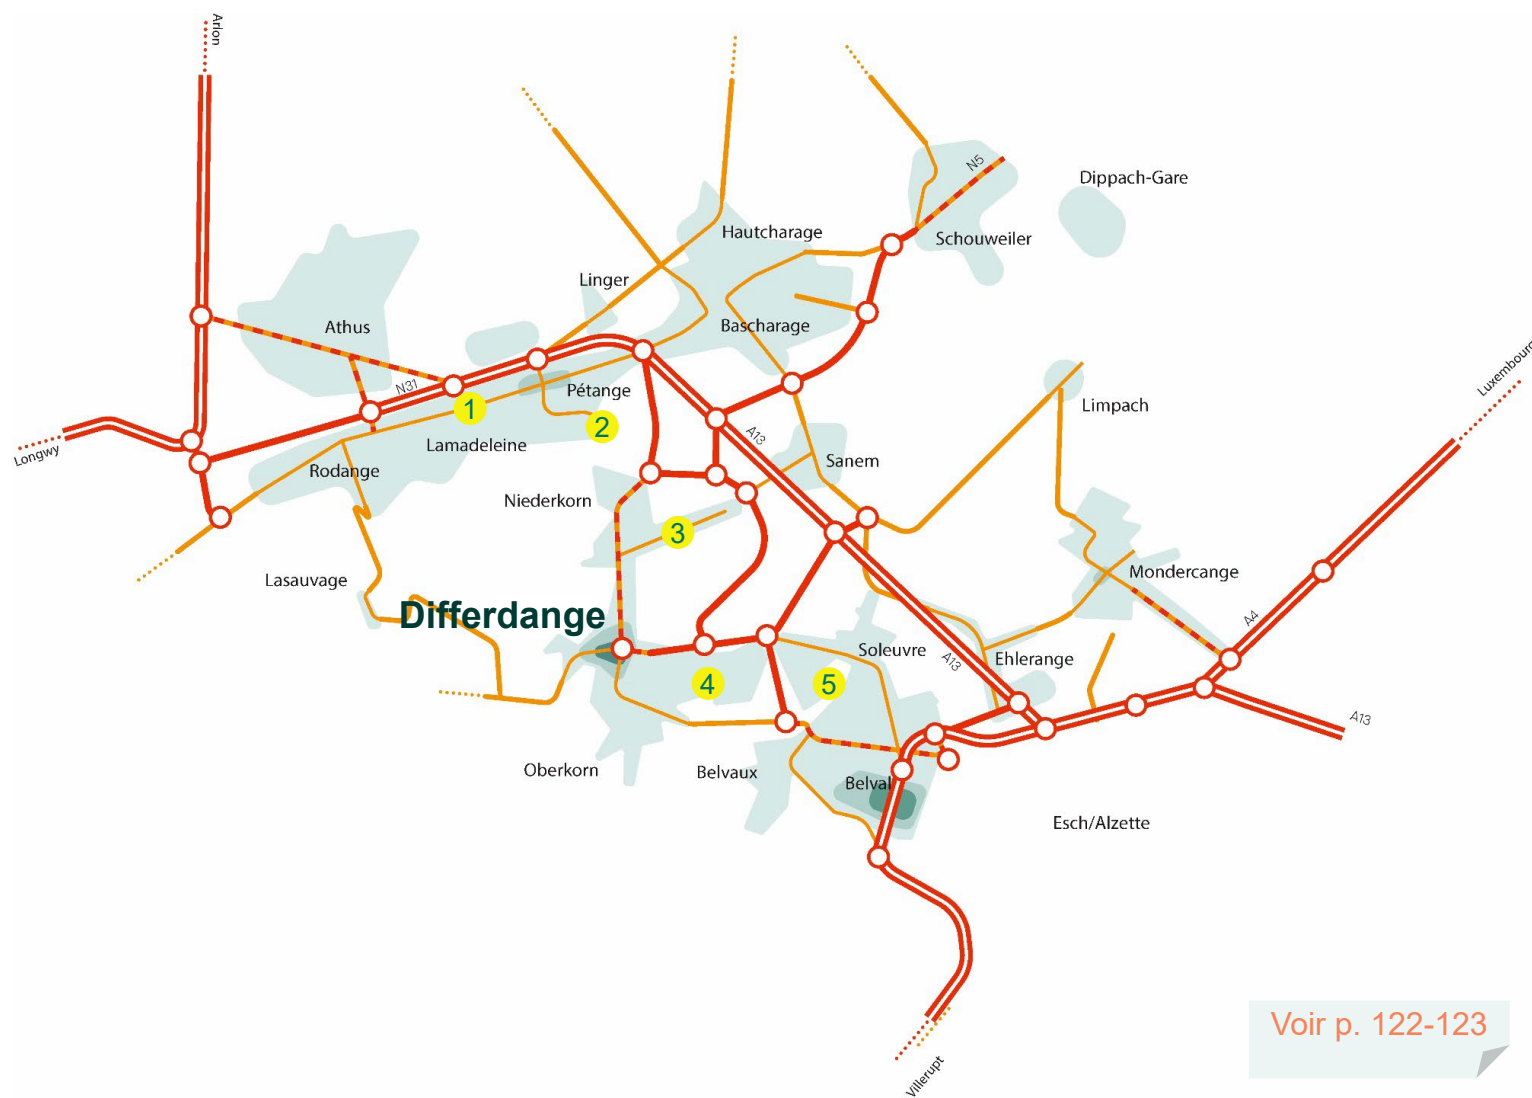 Arlon
N5
Dippach-Gare
Hautcharage
Schouweiler
Linger
Athus
Bascharage
Luxembourg
N31
Pétange
1
Limpach
2
A13
Lamadeleine
Longwy
Sanem
Rodange
Niederkorn
3
Lasauvage
Mondercange
Differdange
A4
Soleuvre
A13
Ehlerange
4
5
A13
Oberkorn
Belvaux
Belval
Esch/Alzette
Voir p. 122-123
Villerupt